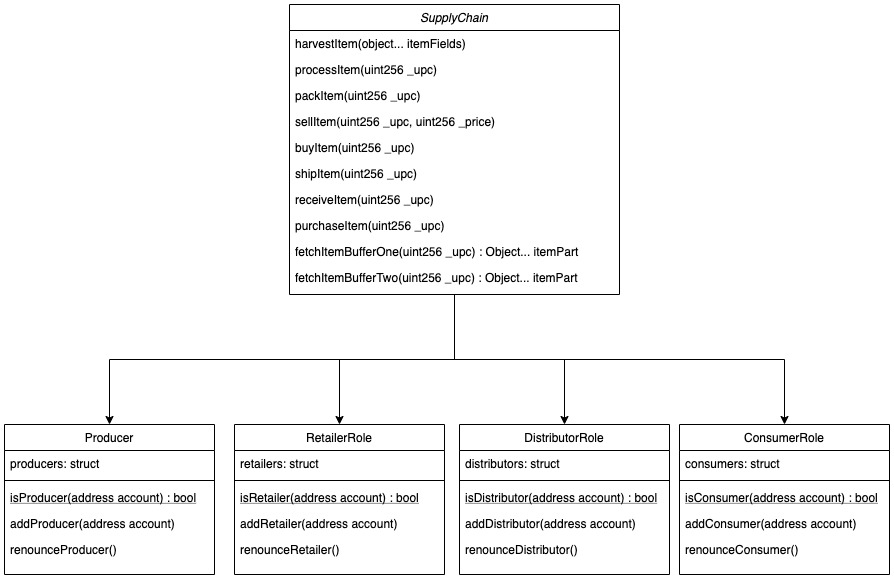 SupplyChain
harvestItem(object... itemFields)
processItem(uint256 _upc)
packItem(uint256 _upc)
sellItem(uint256 _upc, uint256 _price)
buyItem(uint256 _upc)
shipItem(uint256 _upc)
receiveItem(uint256 _upc)
purchaseItem(uint256 _upc)
fetchItemBufferOne(uint256 _upc) : Object... itemPart
fetchItemBufferTwo(uint256 _upc) : Object... itemPart
Producer
producers: struct
isProducer(address account) : bool
addProducer(address account)
renounceProducer()
RetailerRole
retailers: struct
isRetailer(address account) : bool
addRetailer(address account)
renounceRetailer()
DistributorRole
distributors: struct
isDistributor(address account) : bool
addDistributor(address account)
renounceDistributor()
ConsumerRole
consumers: struct
isConsumer(address account) : bool
addConsumer(address account)
renounceConsumer()